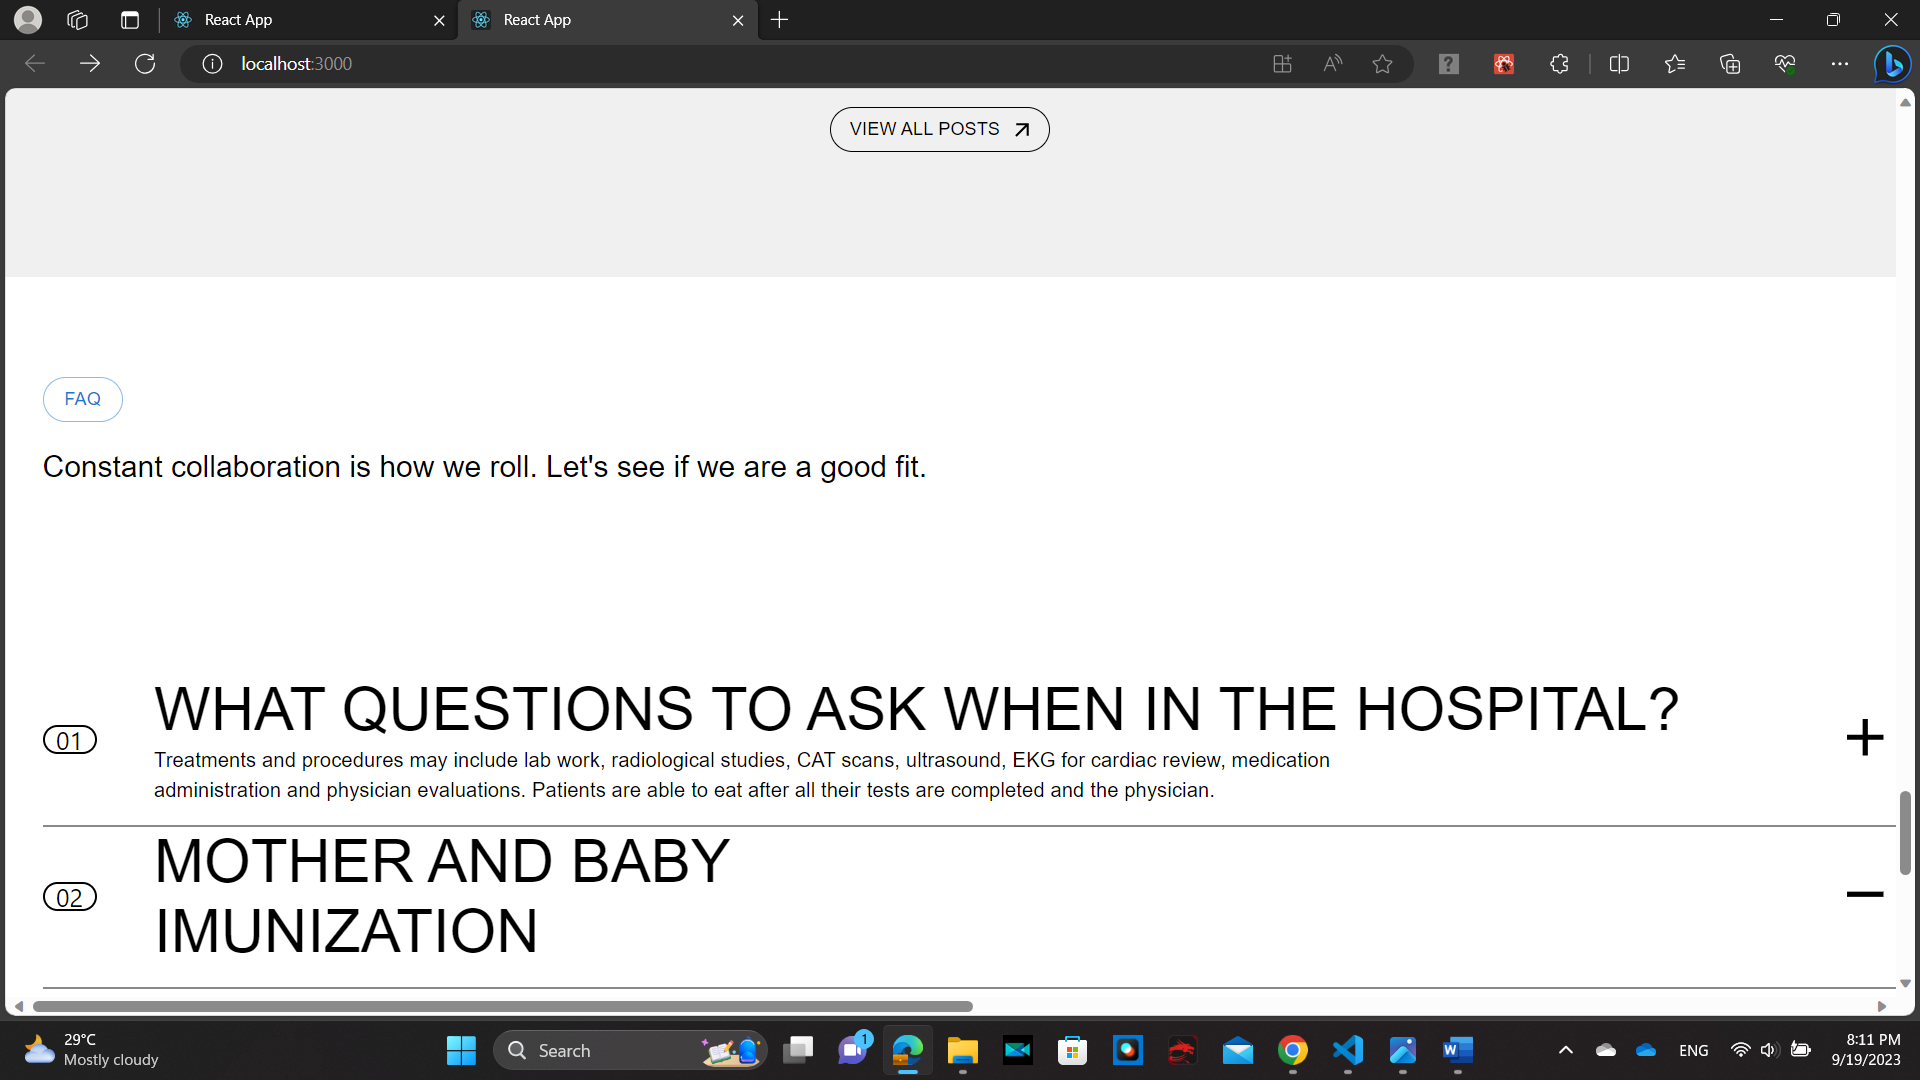 React App
React App
localhost:3000
VIEW ALL POSTS
FAQ
Constant collaboration is how we roll. Let's see if we are a good fit.
01
WHAT QUESTIONS TO ASK WHEN IN THE HOSPITAL?
Treatments and procedures may include lab work, radiological studies, CAT scans, ultrasound, EKG for cardiac review, medication
administration and physician evaluations. Patients are able to eat after all their tests are completed and the physician.
02
MOTHER AND BABY
IMUNIZATION
29°C
Mostly cloudy
Search
1
ENG
8:11 PM
9/19/2023